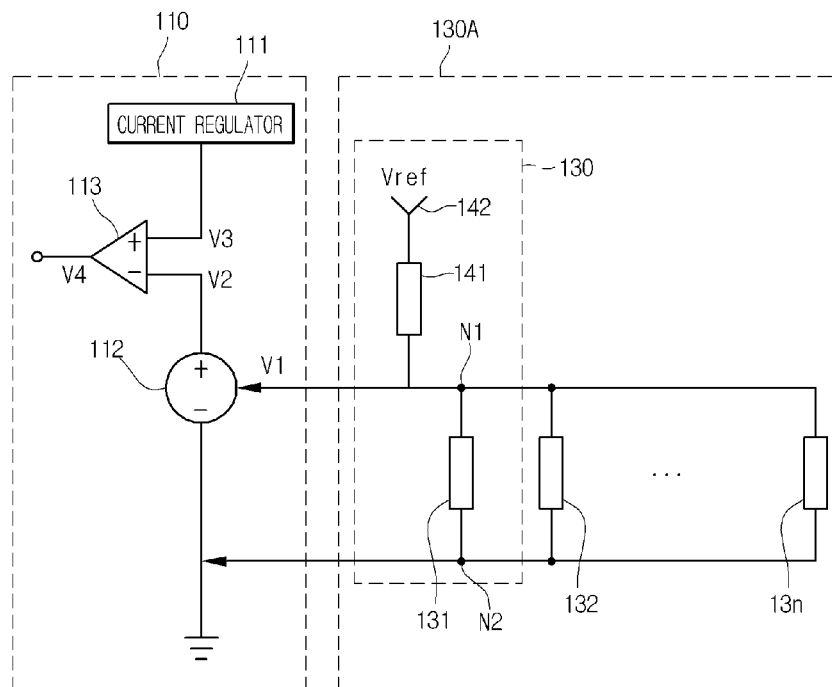 110
130A
111
CURRENT REGULATOR
130
Vref
142
113
+
V3
141
−
V4
V2
N1
112
V1
+
−
...
131
N2
132
13n